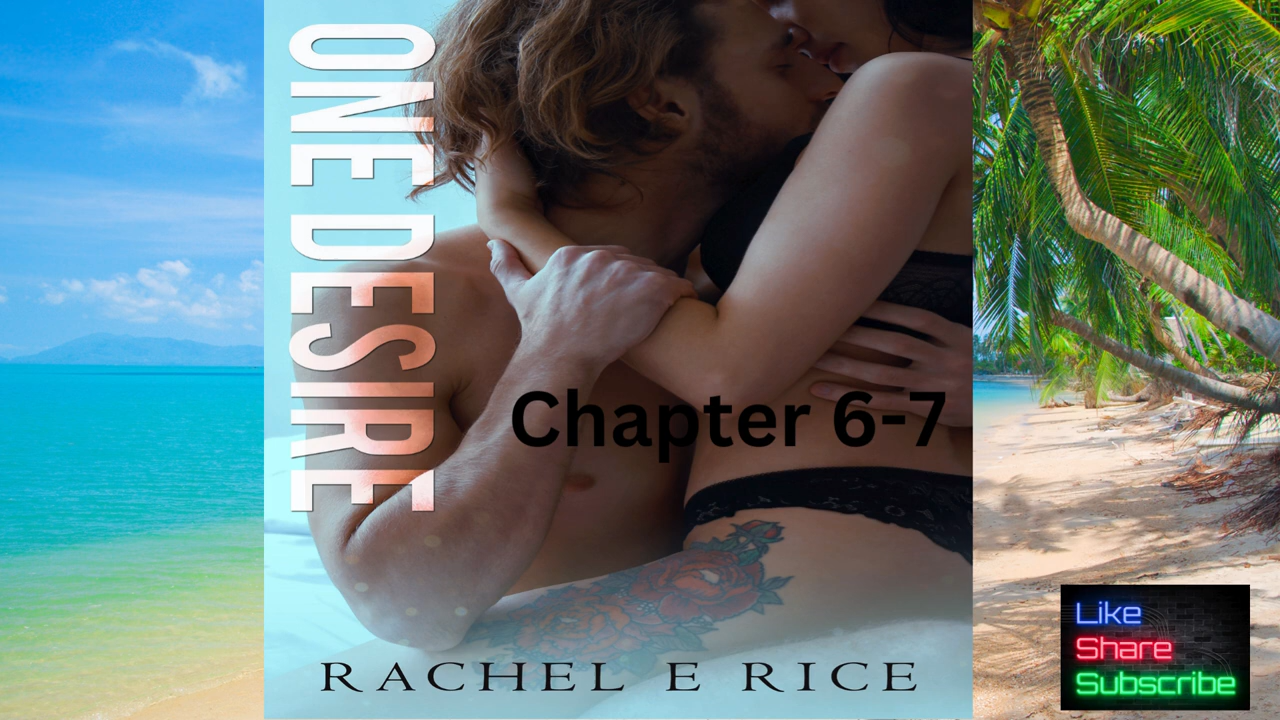 ONE DESIRE
Chapter 6-7
RACHEL E RICE
Like
Share
Subscribe